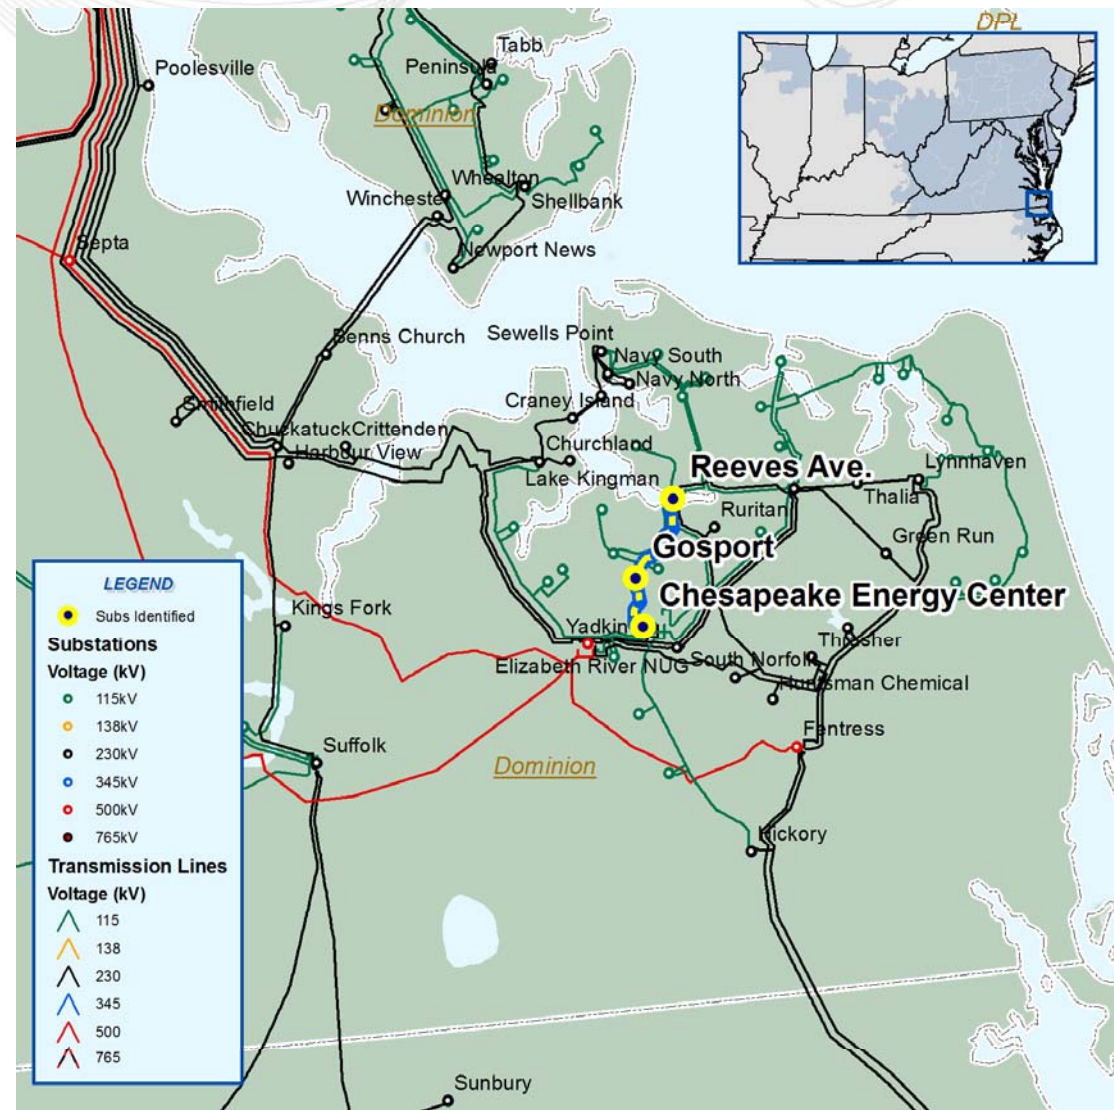 DPL
Tabb
Poolesville
Peninsula
Dominion
Whealton
Winchester
Shellbank
Septa
Newport News
Benns Church
Sewells Point
Navy South
Navy North
Smithfield
Craney Island
Chuckatuck
Crittenden
Churchland
Harbour View
Lynnhaven
Reeves Ave.
Lake Kingman
Thalia
Ruritan
Green Run
Gosport
Chesapeake Energy Center
Kings Fork
Yadkin
Thrasher
Elizabeth River NUG
South Norfolk
Huntsman Chemical
Fentress
Suffolk
Dominion
Hickory
Sunbury
LEGEND
Subs Identified
Substations
Voltage (kV)
115kV
138kV
230kV
345kV
500kV
765kV
Transmission Lines
Voltage (kV)
115
138
230
345
500
765